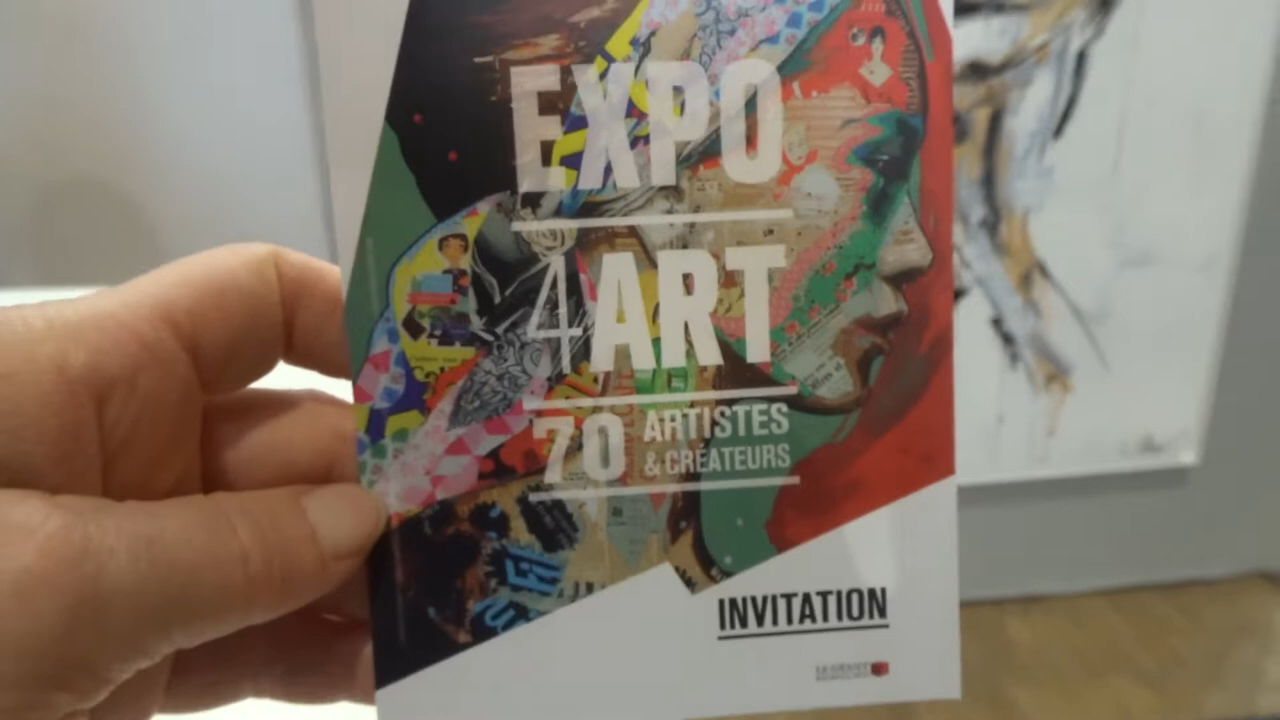 EXPO
4ART
70 ARTISTES
& CRÉATEURS
INVITATION